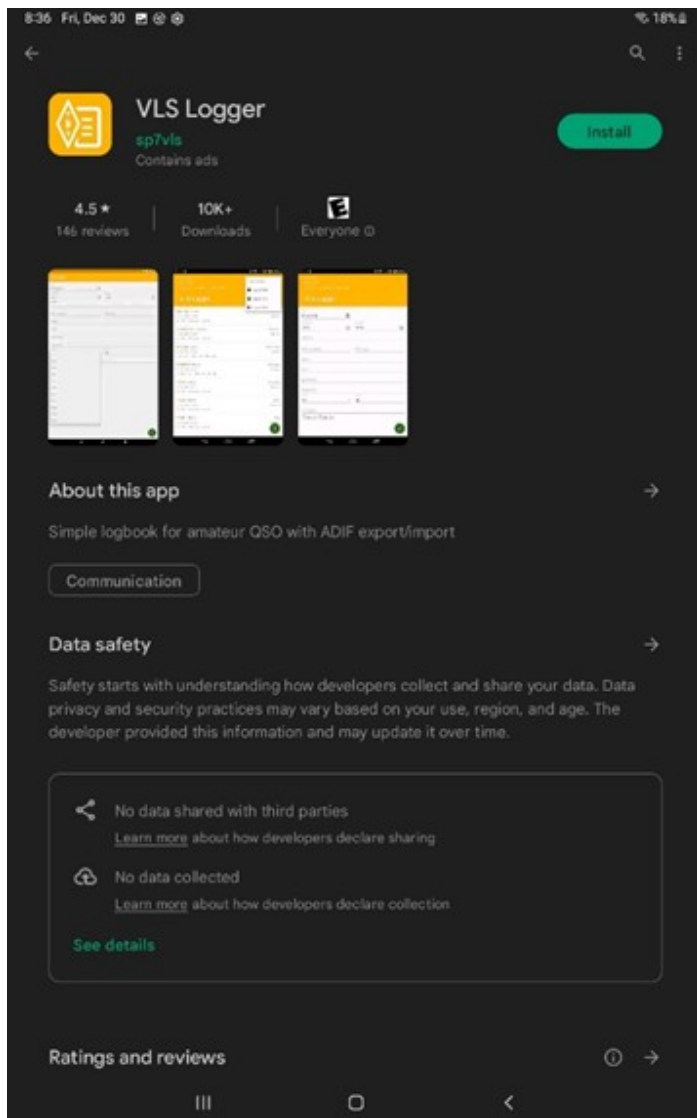 8:36 Fri, Dec 30
18%
VLS Logger
sp7vls
Contains ads
Install
4.5★
146 reviews
10K+
Downloads
E
Everyone
About this app
Simple logbook for amateur QSO with ADIF export/import
Communication
Data safety
Safety starts with understanding how developers collect and share your data. Data
privacy and security practices may vary based on your use, region, and age. The
developer provided this information and may update it over time.
No data shared with third parties
Learn more about how developers declare sharing
No data collected
Learn more about how developers declare collection
See details
Ratings and reviews